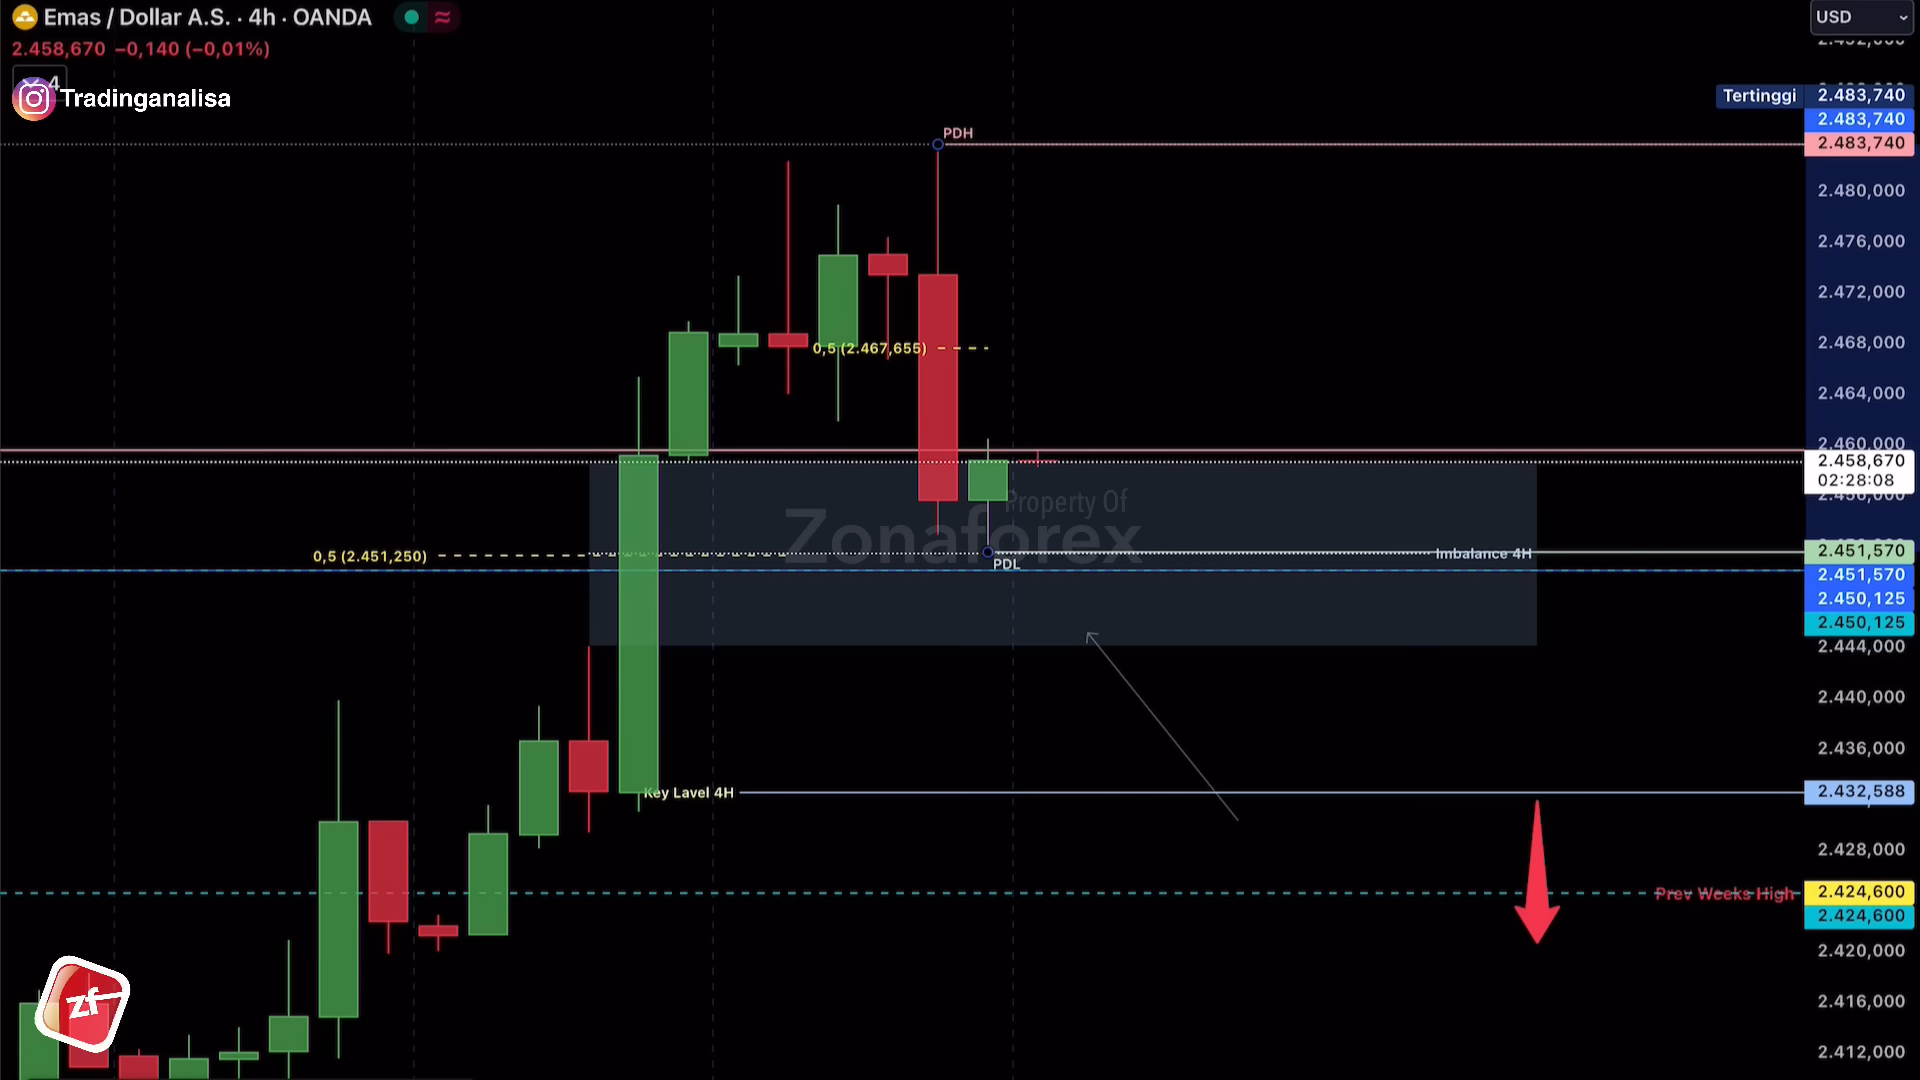 Emas / Dollar A.S. · 4h · OANDA
USD
2.458,670 −0,140 (−0,01%)
4
Tradinganalisa
Tertinggi 2.483,740
2.483,740
PDH
2.483,740
2.480,000
2.476,000
2.472,000
0,5 (2.467,655)
2.468,000
2.464,000
2.460,000
2.458,670
02:28:08
2.456,000
Property Of
Zonaforex
0,5 (2.451,250)
Imbalance 4H
2.451,570
PDL
2.451,570
2.450,125
2.450,125
2.444,000
2.440,000
2.436,000
Key Lavel 4H
2.432,588
2.428,000
Prev Weeks High
2.424,600
2.424,600
2.420,000
zf
2.416,000
2.412,000